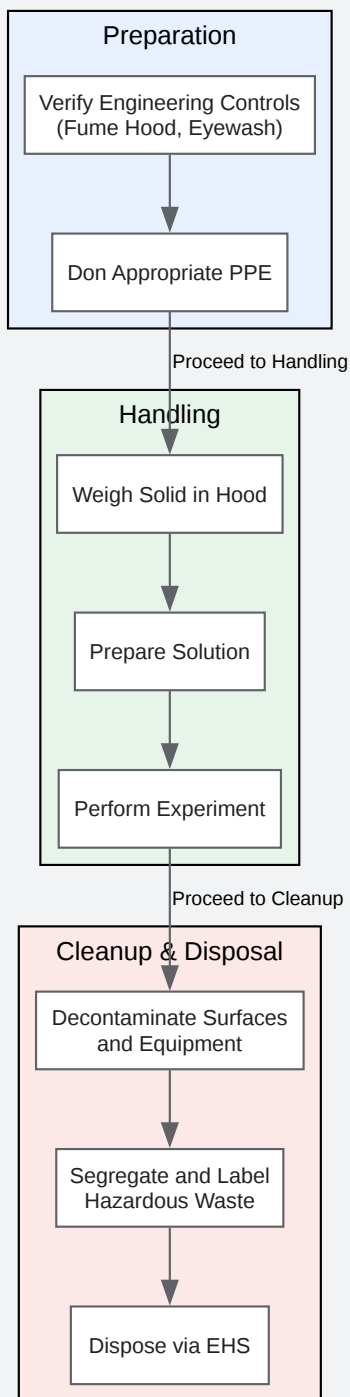 Preparation
Verify Engineering Controls
(Fume Hood, Eyewash)
Don Appropriate PPE
Proceed to Handling
Handling
Weigh Solid in Hood
Prepare Solution
Perform Experiment
Proceed to Cleanup
Cleanup & Disposal
Decontaminate Surfaces
and Equipment
Segregate and Label
Hazardous Waste
Dispose via EHS